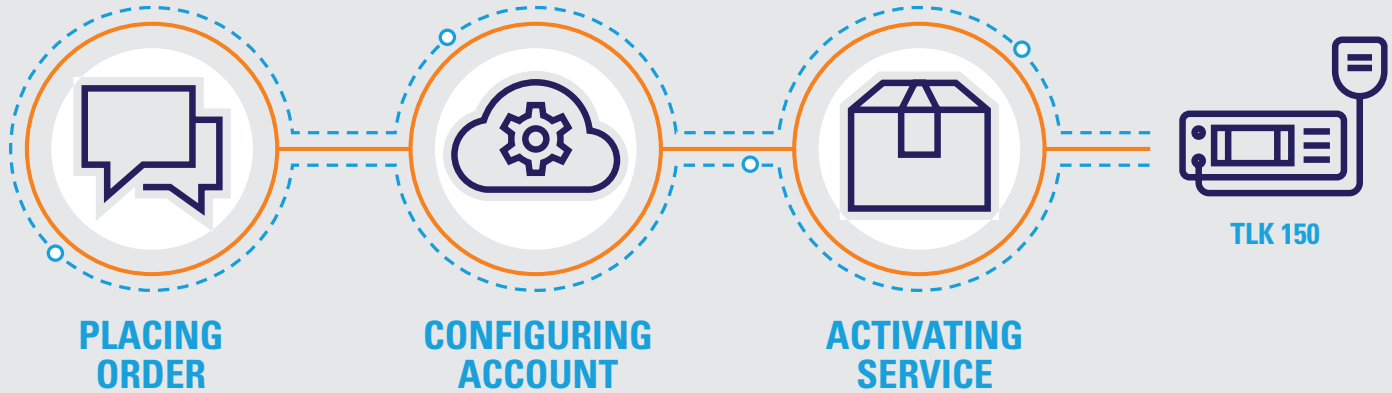 TLK 150
PLACING
ORDER
CONFIGURING
ACCOUNT
ACTIVATING
SERVICE